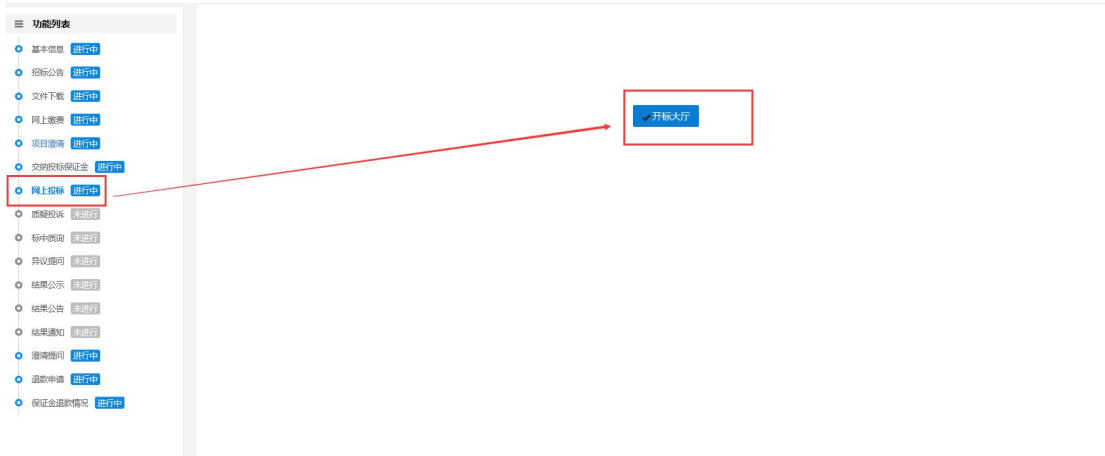 功能列表
基本信息 进行中
招标公告 进行中
文件下载 进行中
网上缴费 进行中
项目澄清 进行中
交纳投标保证金 进行中
网上投标 进行中
质疑投诉 未进行
标中质询 未进行
异议提问 未进行
结果公示 未进行
结果公告 未进行
结果通知 未进行
澄清提问 进行中
退款申请 进行中
保证金退款情况 进行中
开标大厅